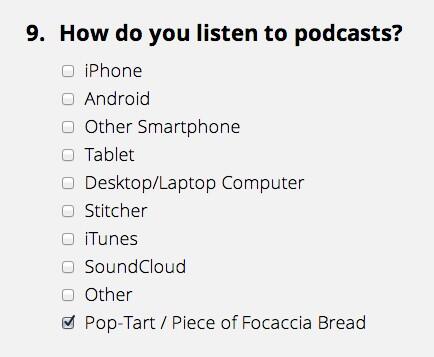 9. How do you listen to podcasts?
iPhone
Android
Other Smartphone
Tablet
Desktop/Laptop Computer
Stitcher
iTunes
SoundCloud
Other
Pop-Tart / Piece of Focaccia Bread